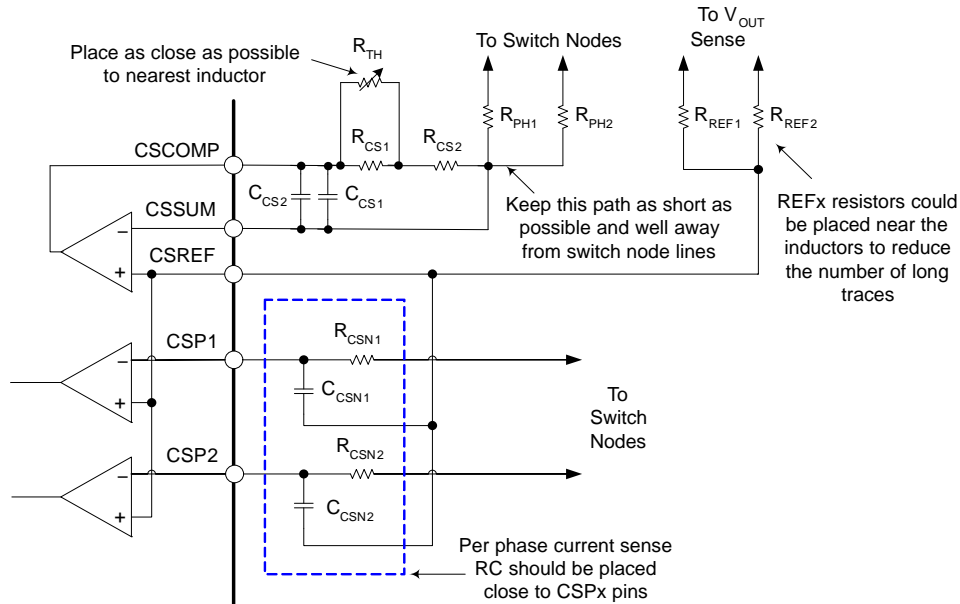 Place as close as possible
to nearest inductor
R_TH
To Switch Nodes
To V_OUT
Sense
R_PH1
R_PH2
R_REF1
R_REF2
CSCOMP
R_CS1
R_CS2
C_CS2
C_CS1
CSSUM
Keep this path as short as
possible and well away
from switch node lines
REFx resistors could
be placed near the
inductors to reduce
the number of long
traces
−
+
CSREF
CSP1
R_CSN1
−
+
C_CSN1
To
Switch
Nodes
CSP2
R_CSN2
−
+
C_CSN2
Per phase current sense
RC should be placed
close to CSPx pins